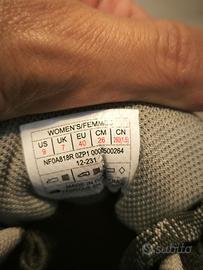 WOMEN'S/FEMMES
US UK EU CM CN
9 7 40 26 260(1.5)
NF0A818R 0ZP1 0000500264
12-231
subito